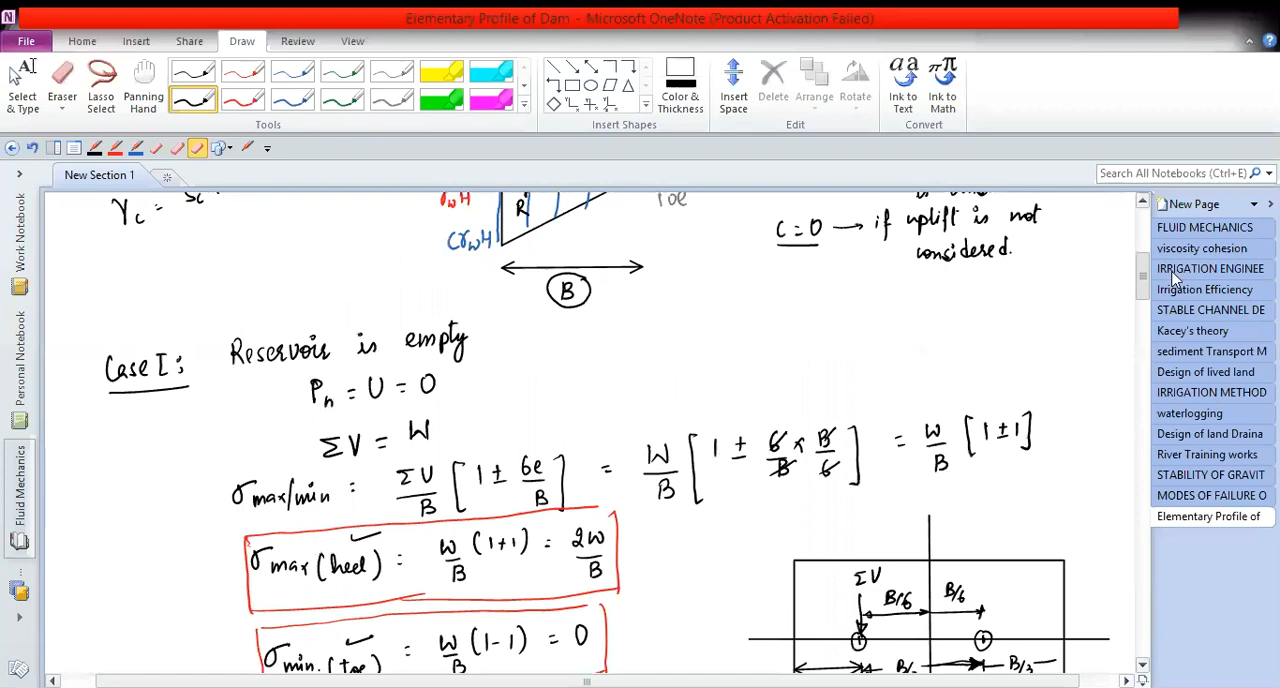 Elementary Profile of Dam - Microsoft OneNote (Product Activation Failed)
File Home Insert Share Draw Review View
Select & Type
Eraser
Lasso Select
Panning Hand
Color & Thickness
Insert Space
Delete
Arrange
Rotate
Ink to Text
Ink to Math
Tools
Insert Shapes
Edit
Convert
New Section 1
Search All Notebooks (Ctrl+E)
Work Notebook
Personal Notebook
Fluid Mechanics
New Page
FLUID MECHANICS
viscosity cohesion
IRRIGATION ENGINEE
Irrigation Efficiency
STABLE CHANNEL DE
Kacey's theory
sediment Transport M
Design of lived land
IRRIGATION METHOD
waterlogging
Design of land Draina
River Training works
STABILITY OF GRAVIT
MODES OF FAILURE O
Elementary Profile of
γc =
γwH
R
Toe
CγwH
C = 0 → if uplift is not
considered.
B
Case I: Reservoir is empty
Pn = U = 0
ΣV = W
σmax/min = ΣV/B [1 ± 6e/B] = W/B [1 ± 6/B × B/6] = W/B [1 ± 1]
σmax (heel) = W/B (1+1) = 2W/B
σmin. (toe) = W/B (1-1) = 0
ΣV
B/6
B/6
B/3